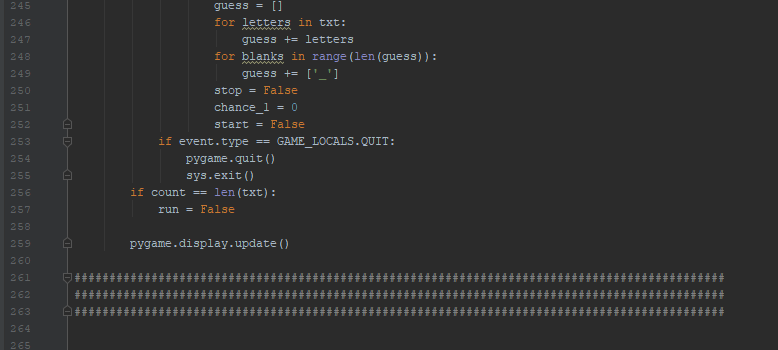 245 guess = []
246 for letters in txt:
247 guess += letters
248 for blanks in range(len(guess)):
249 guess += ['_']
250 stop = False
251 chance_1 = 0
252 start = False
253 if event.type == GAME_LOCALS.QUIT:
254 pygame.quit()
255 sys.exit()
256 if count == len(txt):
257 run = False
258
259 pygame.display.update()
260
261 #############################################################################################
262 #############################################################################################
263 #############################################################################################
264
265